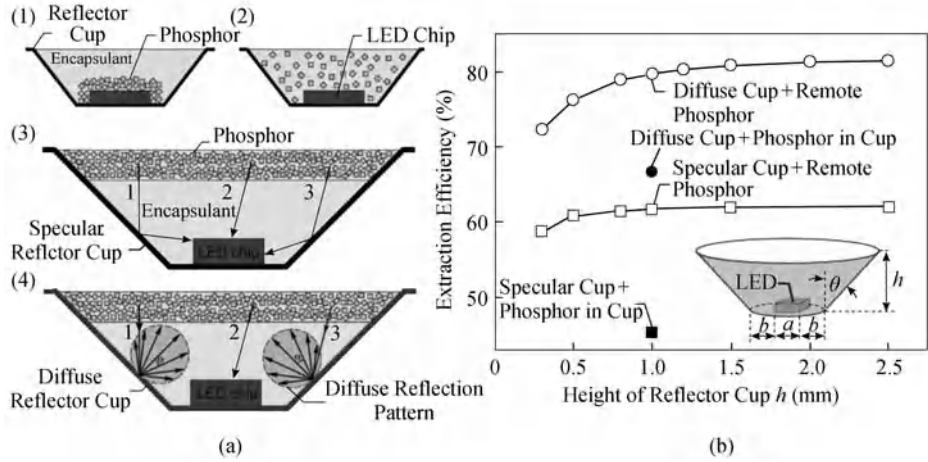 (1)
Reflector
Cup
Phosphor
Encapsulant
(2)
LED Chip
(3)
Phosphor
1
2
3
Encapsulant
Specular
Reflctor Cup
LED chip
(4)
1
2
3
Diffuse
Reflector Cup
LED chip
Diffuse Reflection
Pattern
(a)
Extraction Efficiency (%)
80
70
60
50
Diffuse Cup+Remote
Phosphor
Diffuse Cup+Phosphor in Cup
Specular Cup+Remote
Phosphor
Specular Cup+
Phosphor in Cup
LED
θ
h
b
a
b
0
0.5
1.0
1.5
2.0
2.5
Height of Reflector Cup h (mm)
(b)